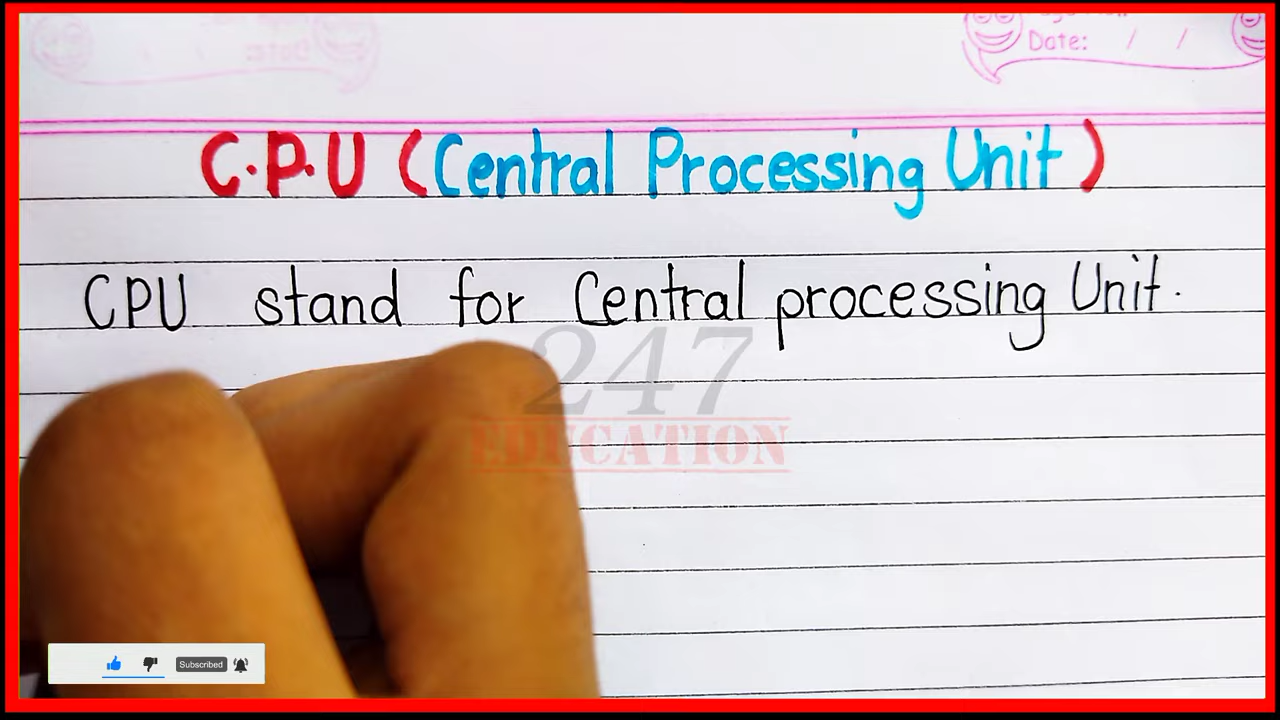 Date: / /
C.P.U (Central Processing Unit)
CPU stand for Central processing Unit.
247
EDUCATION
Subscribed